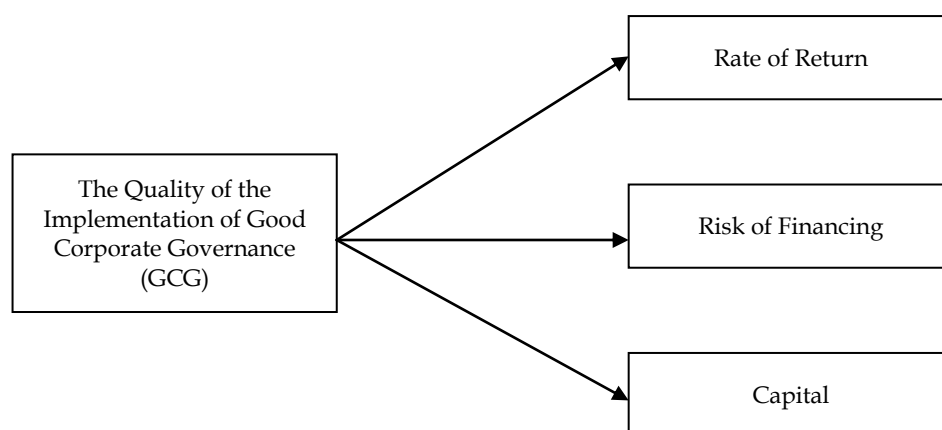 Rate of Return
The Quality of the
Implementation of Good
Corporate Governance
(GCG)
Risk of Financing
Capital